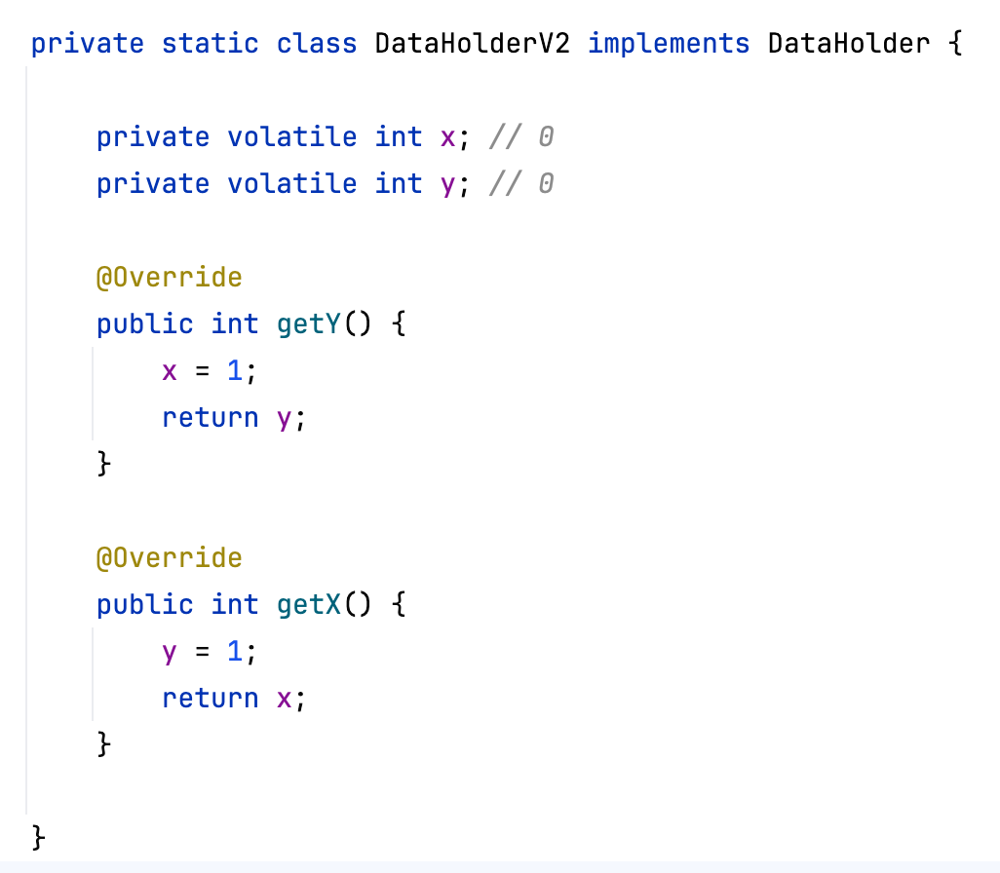 private static class DataHolderV2 implements DataHolder {
private volatile int x; // 0
private volatile int y; // 0
@Override
public int getY() {
x = 1;
return y;
}
@Override
public int getX() {
y = 1;
return x;
}
}